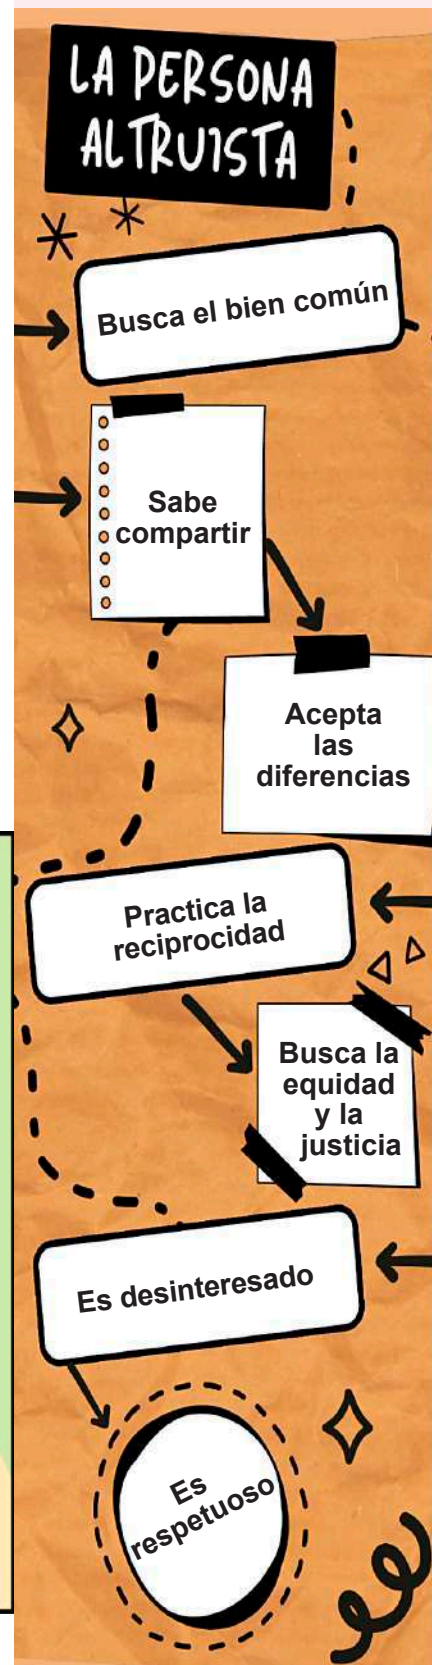 LA PERSONA
ALTRUISTA
Busca el bien común
Sabe
compartir
Acepta
las
diferencias
Practica la
reciprocidad
Busca la
equidad
y la
justicia
Es desinteresado
Es
respetuoso